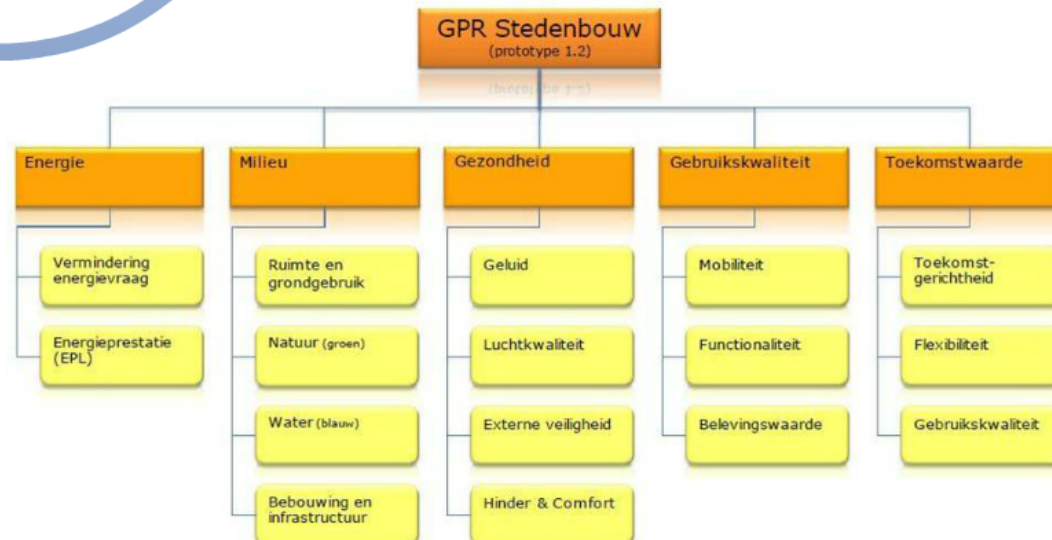 GPR Stedenbouw
(prototype 1.2)
Energie
Milieu
Gezondheid
Gebruikskwaliteit
Toekomstwaarde
Vermindering
energievraag
Energieprestatie
(EPL)
Ruimte en
grondgebruik
Natuur (groen)
Water (blauw)
Bebouwing en
infrastructuur
Geluid
Luchtkwaliteit
Externe veiligheid
Hinder & Comfort
Mobiliteit
Functionaliteit
Belevingswaarde
Toekomst-
gerichtheid
Flexibiliteit
Gebruikskwaliteit